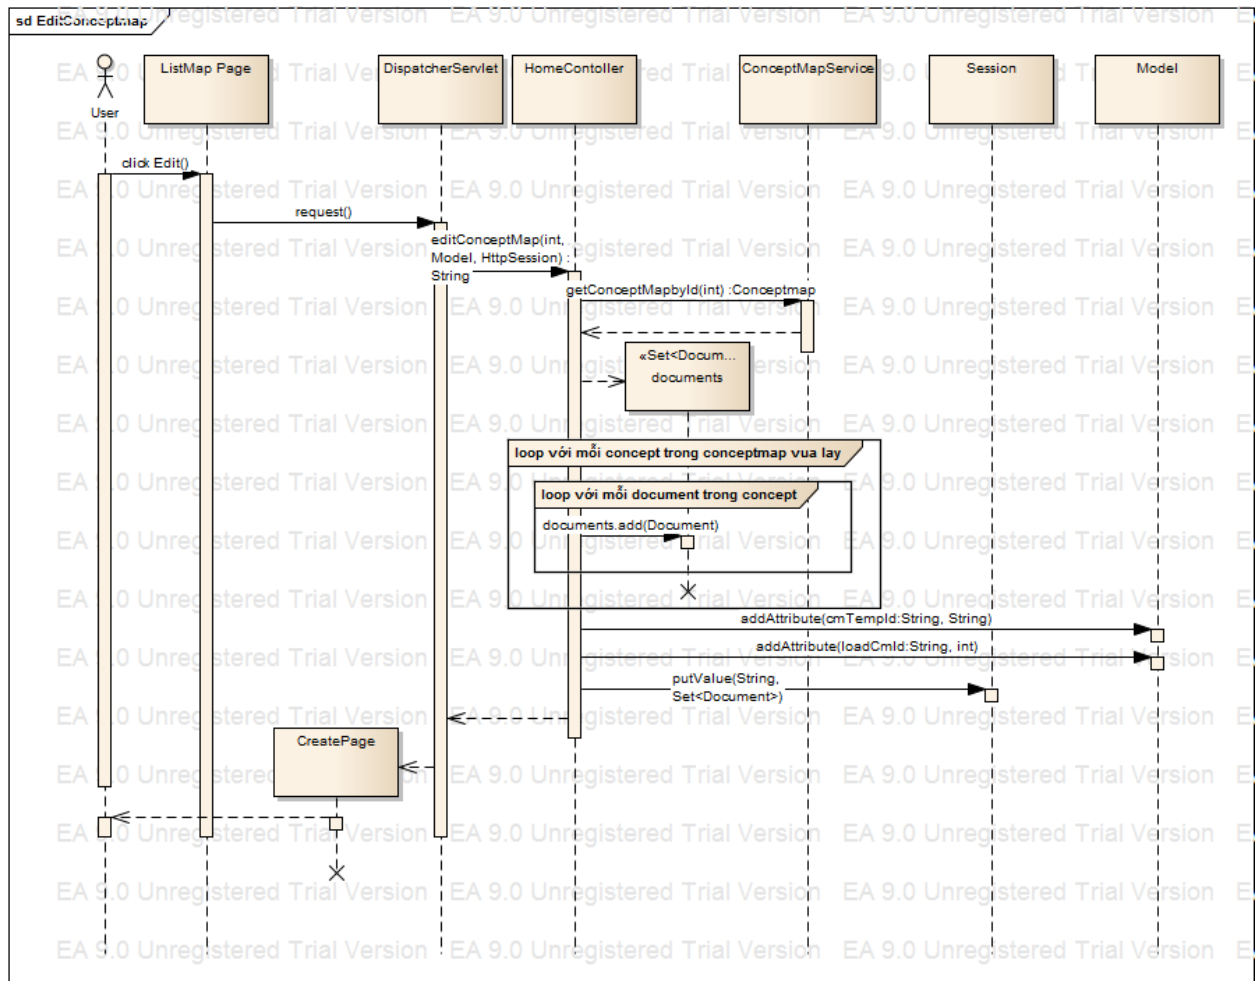 sd EditConceptmap
User
ListMap Page
DispatcherServlet
HomeContoller
ConceptMapService
Session
Model
click Edit()
request()
editConceptMap(int,
Model, HttpSession) :
String
getConceptMapbyId(int) :Conceptmap
«Set<Docum...
documents
loop với mỗi concept trong conceptmap vua lay
loop với mỗi document trong concept
documents.add(Document)
addAttribute(cmTempId:String, String)
addAttribute(loadCmId:String, int)
putValue(String,
Set<Document>)
CreatePage
EA 9.0 Unregistered Trial Version